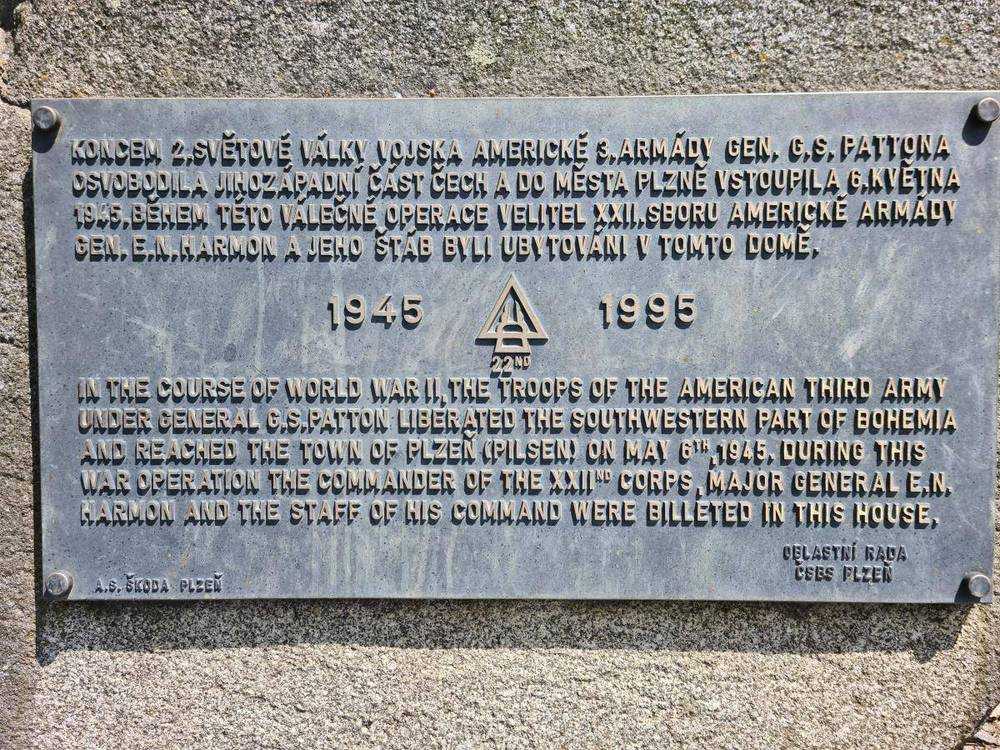 KONCEM 2.SVĚTOVÉ VÁLKY VOJSKA AMERICKÉ 3.ARMÁDY GEN. G.S.PATTONA
OSVOBODILA JIHOZÁPADNÍ ČÁST ČECH A DO MĚSTA PLZNĚ VSTOUPILA 6.KVĚTNA
1945.BĚHEM TÉTO VÁLEČNÉ OPERACE VELITEL XXII.SBORU AMERICKÉ ARMÁDY
GEN. E.N.HARMON A JEHO ŠTÁB BYLI UBYTOVÁNI V TOMTO DOMĚ.
1945 1995
22ND
IN THE COURSE OF WORLD WAR II,THE TROOPS OF THE AMERICAN THIRD ARMY
UNDER GENERAL G.S.PATTON LIBERATED THE SOUTHWESTERN PART OF BOHEMIA
AND REACHED THE TOWN OF PLZEŇ (PILSEN) ON MAY 6TH,1945. DURING THIS
WAR OPERATION THE COMMANDER OF THE XXIIND CORPS, MAJOR GENERAL E.N.
HARMON AND THE STAFF OF HIS COMMAND WERE BILLETED IN THIS HOUSE.
OBLASTNÍ RADA
ČSBS PLZEŇ
A.S. ŠKODA PLZEŇ